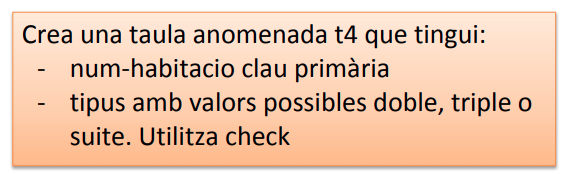 Crea una taula anomenada t4 que tingui:
- num-habitacio clau primària
- tipus amb valors possibles doble, triple o
suite. Utilitza check